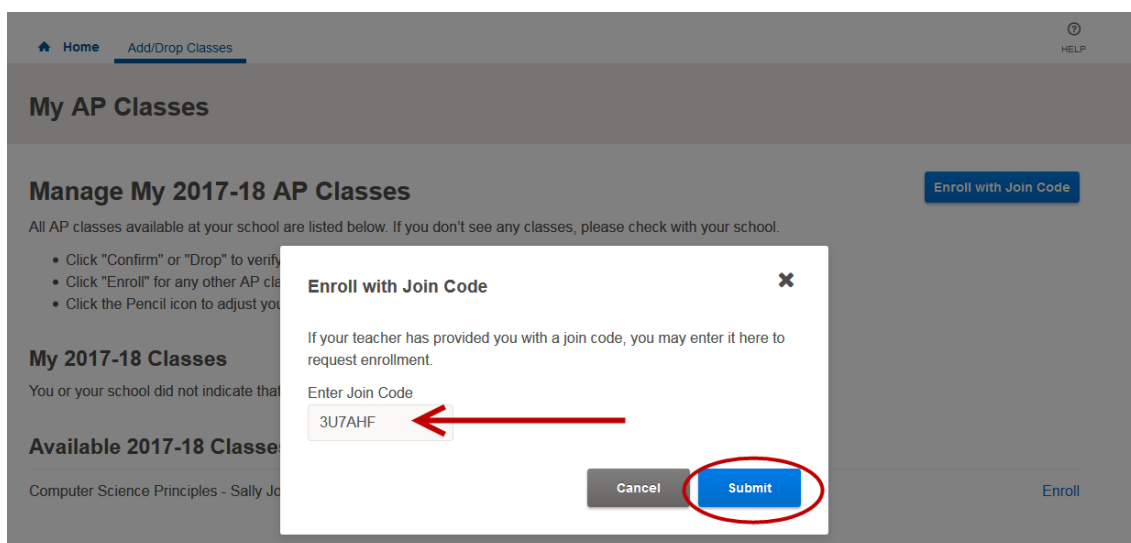 Home Add/Drop Classes
HELP
My AP Classes
Manage My 2017-18 AP Classes
Enroll with Join Code
All AP classes available at your school are listed below. If you don't see any classes, please check with your school.
Click "Confirm" or "Drop" to verify
Click "Enroll" for any other AP cla
Click the Pencil icon to adjust you
My 2017-18 Classes
You or your school did not indicate that
Available 2017-18 Classe
Computer Science Principles - Sally Jo
Enroll
Enroll with Join Code
If your teacher has provided you with a join code, you may enter it here to
request enrollment.
Enter Join Code
3U7AHF
Cancel Submit